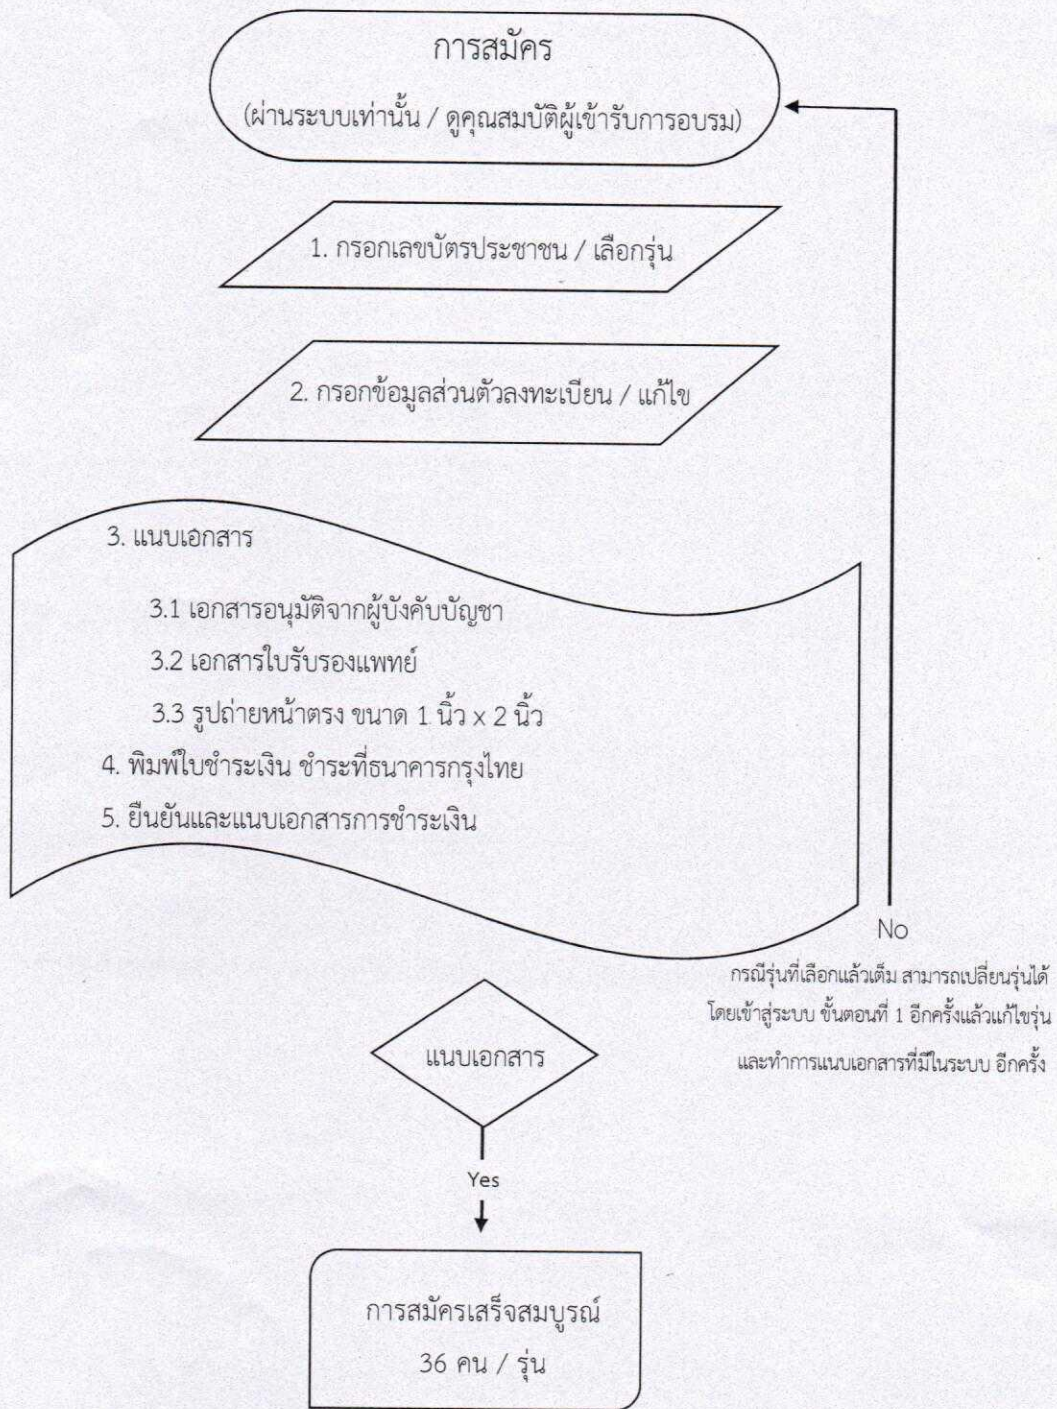 การสมัคร
(ผ่านระบบเท่านั้น / ดูคุณสมบัติผู้เข้ารับการอบรม)
1. กรอกเลขบัตรประชาชน / เลือกรุ่น
2. กรอกข้อมูลส่วนตัวลงทะเบียน / แก้ไข
3. แนบเอกสาร
3.1 เอกสารอนุมัติจากผู้บังคับบัญชา
3.2 เอกสารใบรับรองแพทย์
3.3 รูปถ่ายหน้าตรง ขนาด 1 นิ้ว x 2 นิ้ว
4. พิมพ์ใบชำระเงิน ชำระที่ธนาคารกรุงไทย
5. ยืนยันและแนบเอกสารการชำระเงิน
No
กรณีรุ่นที่เลือกแล้วเต็ม สามารถเปลี่ยนรุ่นได้
โดยเข้าสู่ระบบ ขั้นตอนที่ 1 อีกครั้งแล้วแก้ไขรุ่น
และทำการแนบเอกสารที่มีในระบบ อีกครั้ง
แนบเอกสาร
Yes
การสมัครเสร็จสมบูรณ์
36 คน / รุ่น